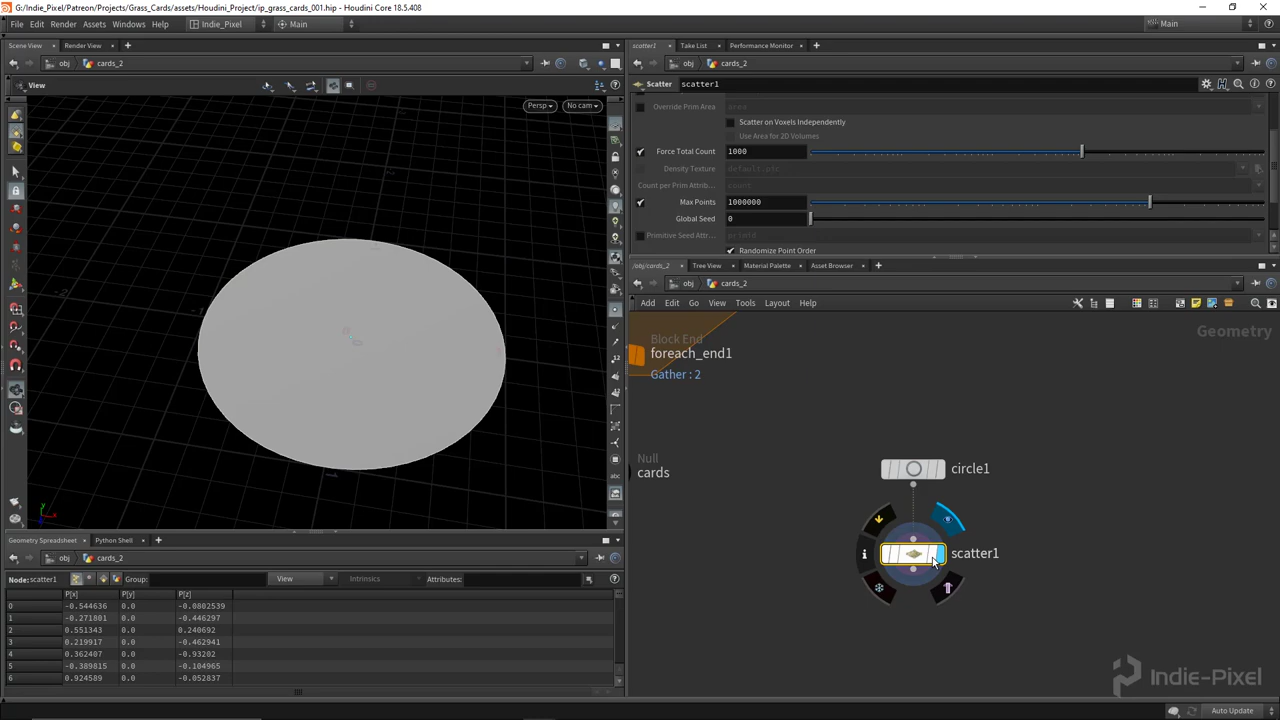 G:/Indie_Pixel/Patreon/Projects/Grass_Cards/assets/Houdini_Project/ip_grass_cards_001.hip - Houdini Core 18.5.408
File Edit Render Assets Windows Help Indie_Pixel Main Main
Scene View Render View
obj cards_2
View
Persp No cam
scatter1 Take List Performance Monitor
obj cards_2
Scatter scatter1
Override Prim Area area
Scatter on Voxels Independently
Use Area for 2D Volumes
Force Total Count 1000
Density Texture default.pic
Count per Prim Attrib... count
Max Points 1000000
Global Seed 0
Primitive Seed Attr... primid
Randomize Point Order
/obj/cards_2 Tree View Material Palette Asset Browser
obj cards_2
Add Edit Go View Tools Layout Help
Geometry
Block End
foreach_end1
Gather : 2
Null
cards
circle1
scatter1
Indie-Pixel
Geometry Spreadsheet Python Shell
obj cards_2
Node: scatter1 Group: View Intrinsics Attributes:
P[x] P[y] P[z]
0 -0.544636 0.0 -0.0802539
1 -0.271801 0.0 -0.446297
2 0.551343 0.0 0.240692
3 0.219917 0.0 -0.462941
4 0.362407 0.0 -0.93202
5 -0.389815 0.0 -0.104965
6 0.924589 0.0 -0.052837
Auto Update